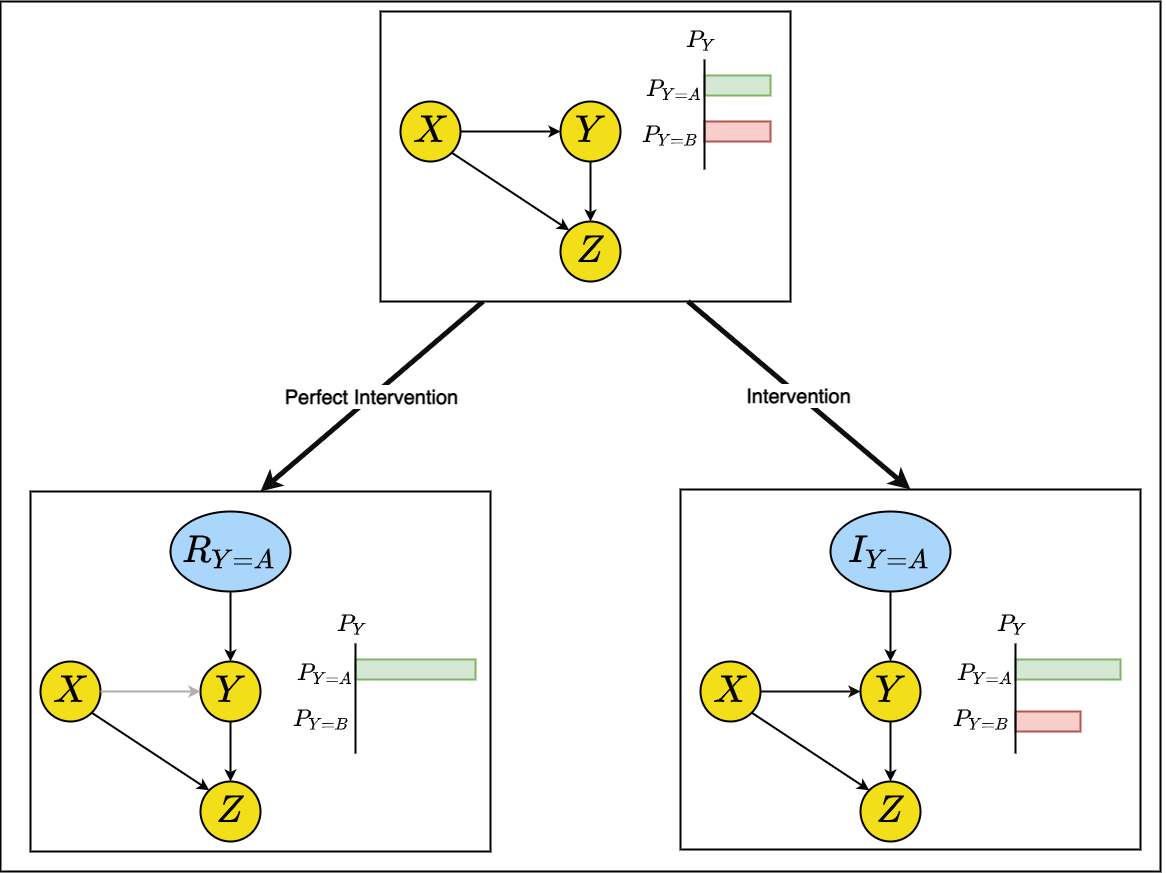 P_Y
P_{Y=A}
X
Y
P_{Y=B}
Z
Perfect Intervention
Intervention
R_{Y=A}
P_Y
P_{Y=A}
X
Y
P_{Y=B}
Z
I_{Y=A}
P_Y
P_{Y=A}
X
Y
P_{Y=B}
Z